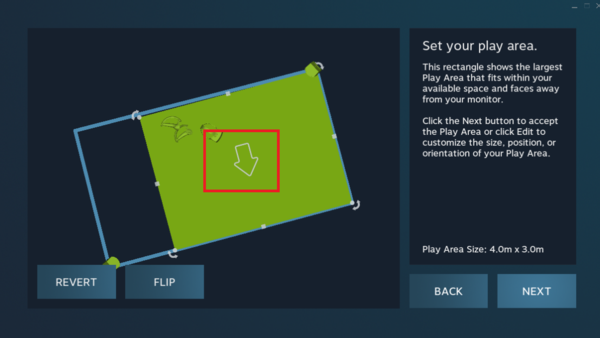 Set your play area.
This rectangle shows the largest
Play Area that fits within your
available space and faces away
from your monitor.
Click the Next button to accept
the Play Area or click Edit to
customize the size, position, or
orientation of your Play Area.
Play Area Size: 4.0m x 3.0m
REVERT
FLIP
BACK
NEXT